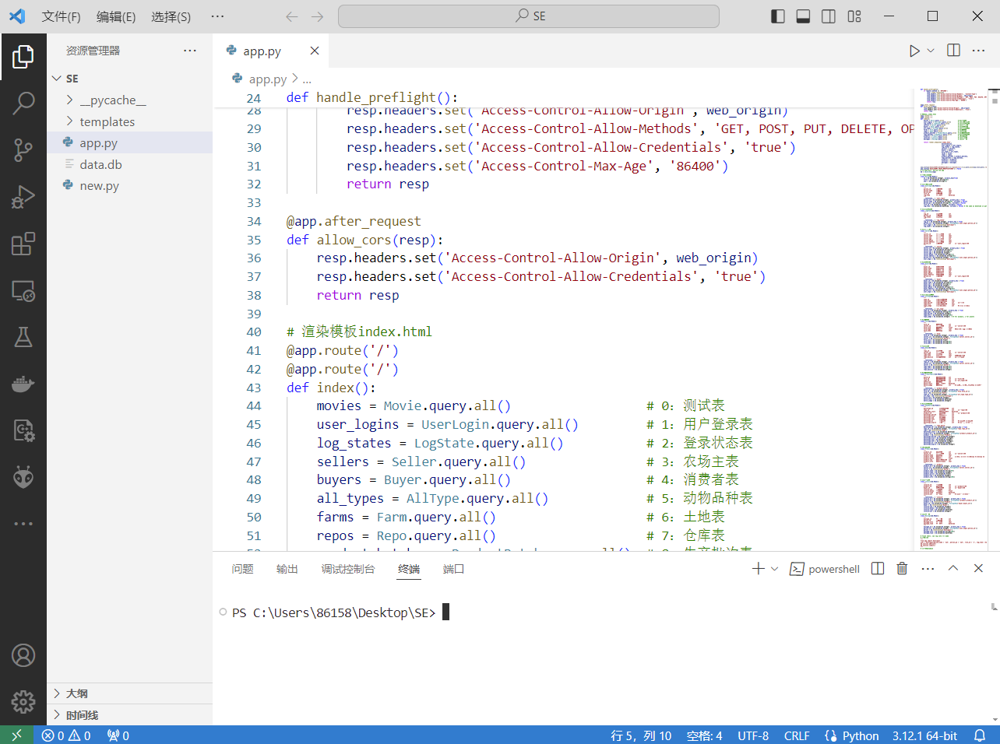 文件(F) 编辑(E) 选择(S) ··· SE
资源管理器 ···
SE
__pycache__
templates
app.py
data.db
new.py
大纲
时间线
app.py
app.py > ...
24 def handle_preflight():
28 resp.headers.set('Access-Control-Allow-Origin', web_origin)
29 resp.headers.set('Access-Control-Allow-Methods', 'GET, POST, PUT, DELETE, OP
30 resp.headers.set('Access-Control-Allow-Credentials', 'true')
31 resp.headers.set('Access-Control-Max-Age', '86400')
32 return resp
33
34 @app.after_request
35 def allow_cors(resp):
36 resp.headers.set('Access-Control-Allow-Origin', web_origin)
37 resp.headers.set('Access-Control-Allow-Credentials', 'true')
38 return resp
39
40 # 渲染模板index.html
41 @app.route('/')
42 @app.route('/')
43 def index():
44 movies = Movie.query.all() # 0：测试表
45 user_logins = UserLogin.query.all() # 1：用户登录表
46 log_states = LogState.query.all() # 2：登录状态表
47 sellers = Seller.query.all() # 3：农场主表
48 buyers = Buyer.query.all() # 4：消费者表
49 all_types = AllType.query.all() # 5：动物品种表
50 farms = Farm.query.all() # 6：土地表
51 repos = Repo.query.all() # 7：仓库表
问题 输出 调试控制台 终端 端口 powershell
PS C:\Users\86158\Desktop\SE>
0 0 0 行 5，列 10 空格: 4 UTF-8 CRLF Python 3.12.1 64-bit